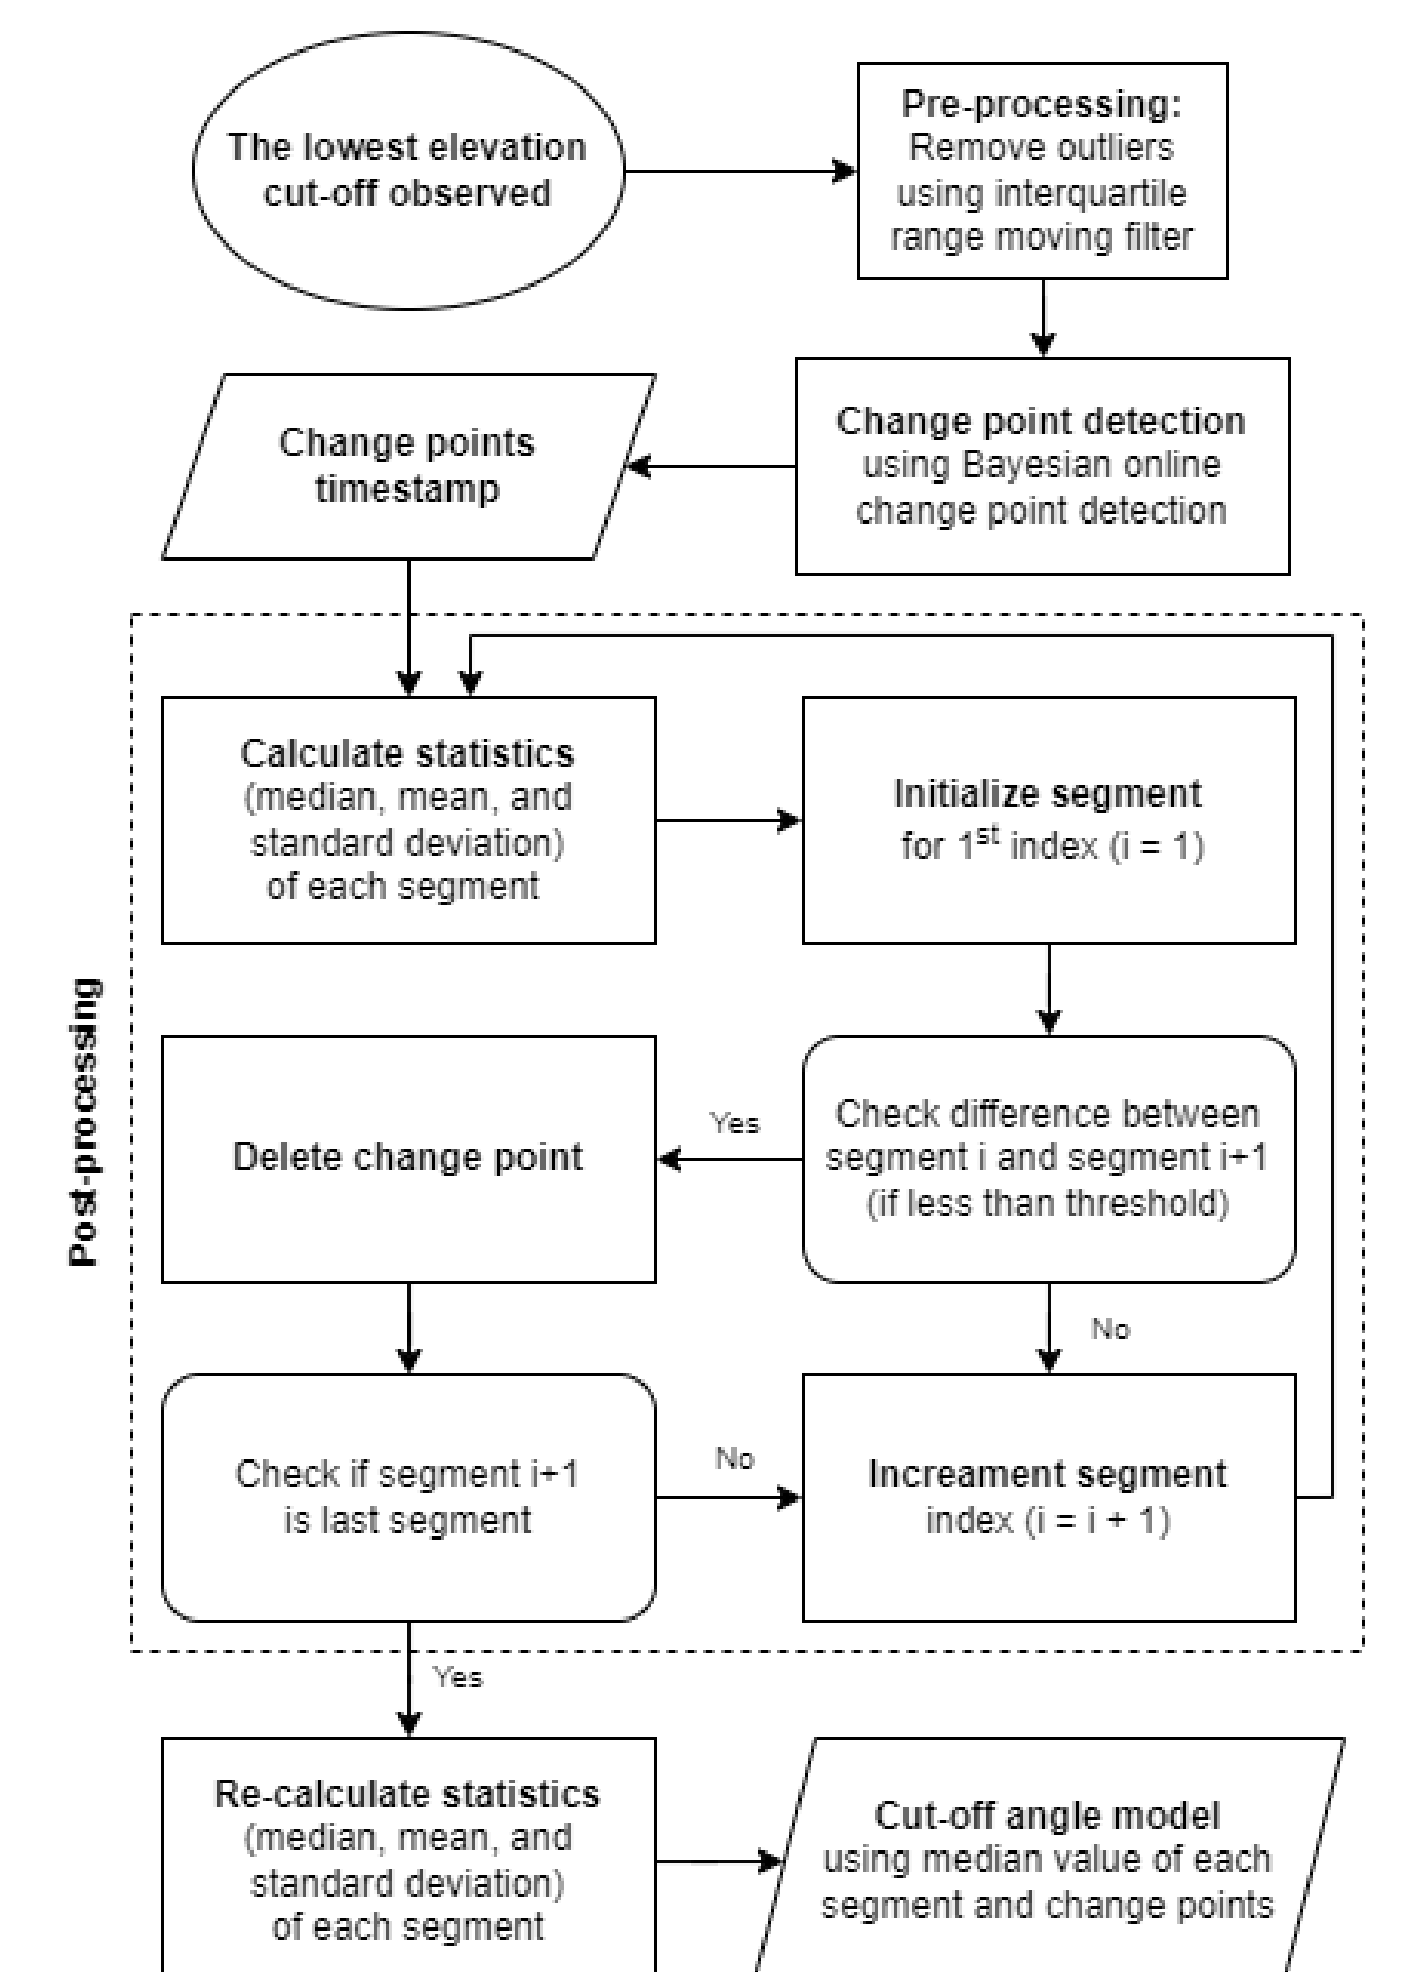 The lowest elevation
cut-off observed
Pre-processing:
Remove outliers
using interquartile
range moving filter
Change point detection
using Bayesian online
change point detection
Change points
timestamp
Post-processing
Calculate statistics
(median, mean, and
standard deviation)
of each segment
Initialize segment
for 1st index (i = 1)
Check difference between
segment i and segment i+1
(if less than threshold)
Yes
Delete change point
No
Check if segment i+1
is last segment
No
Increament segment
index (i = i + 1)
Yes
Re-calculate statistics
(median, mean, and
standard deviation)
of each segment
Cut-off angle model
using median value of each
segment and change points